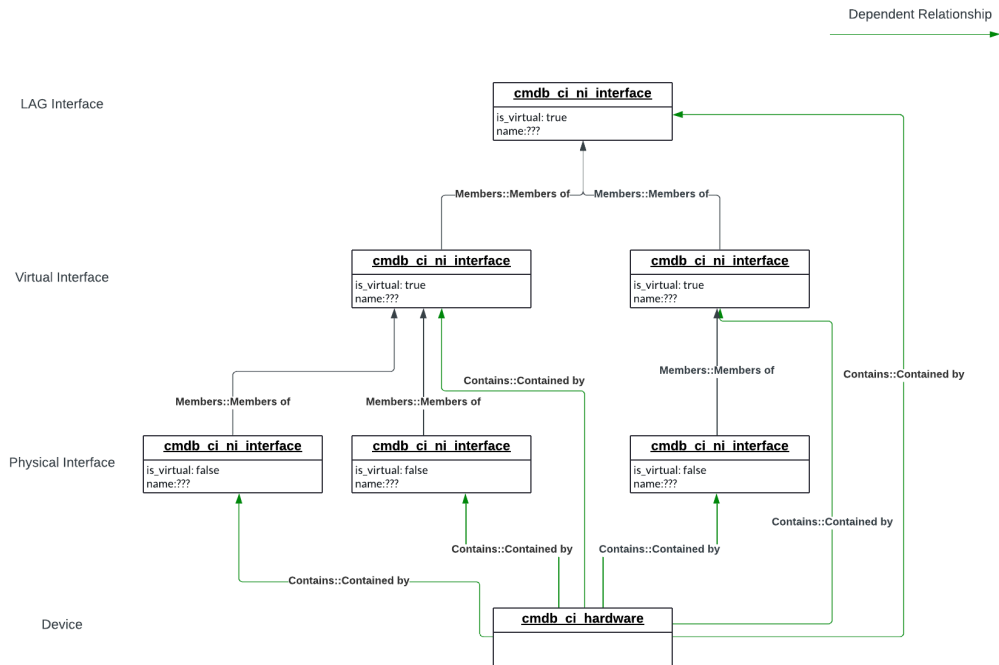 Dependent Relationship
LAG Interface
cmdb_ci_ni_interface
is_virtual: true
name:???
Members::Members of
Members::Members of
Virtual Interface
cmdb_ci_ni_interface
is_virtual: true
name:???
cmdb_ci_ni_interface
is_virtual: true
name:???
Members::Members of
Contains::Contained by
Contains::Contained by
Members::Members of
Members::Members of
Physical Interface
cmdb_ci_ni_interface
is_virtual: false
name:???
cmdb_ci_ni_interface
is_virtual: false
name:???
cmdb_ci_ni_interface
is_virtual: false
name:???
Contains::Contained by
Contains::Contained by
Contains::Contained by
Contains::Contained by
Device
cmdb_ci_hardware